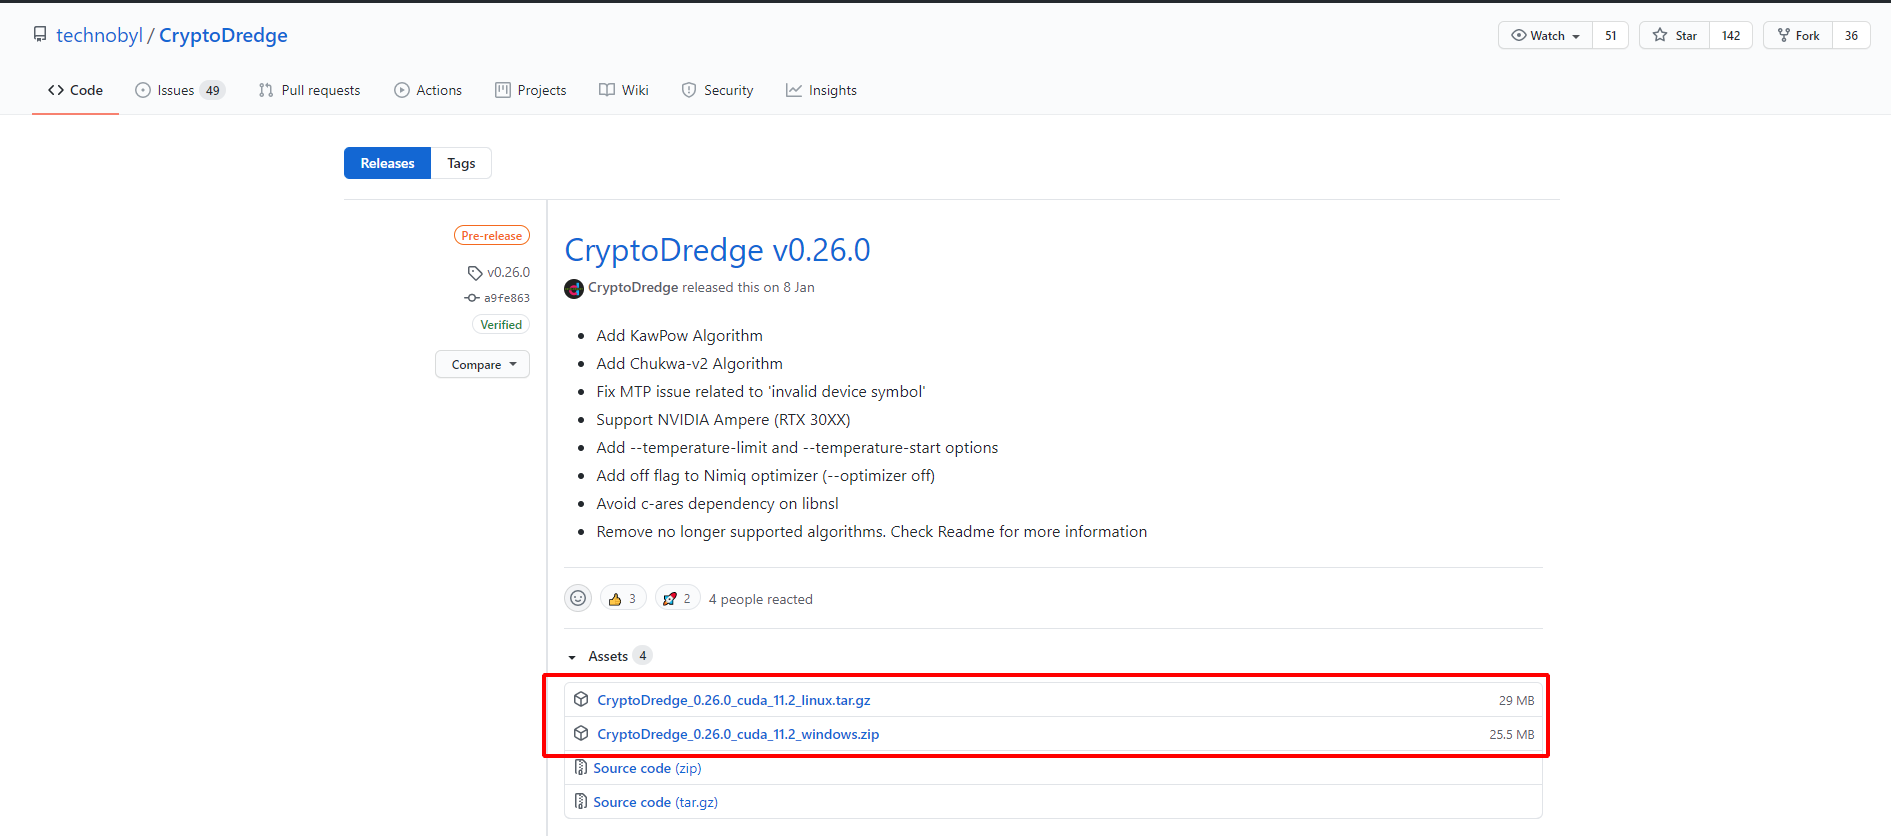 technobyl / CryptoDredge
Watch 51 Star 142 Fork 36
Code Issues 49 Pull requests Actions Projects Wiki Security Insights
Releases Tags
Pre-release
v0.26.0
a9fe863
Verified
Compare
CryptoDredge v0.26.0
CryptoDredge released this on 8 Jan
• Add KawPow Algorithm
• Add Chukwa-v2 Algorithm
• Fix MTP issue related to 'invalid device symbol'
• Support NVIDIA Ampere (RTX 30XX)
• Add --temperature-limit and --temperature-start options
• Add off flag to Nimiq optimizer (--optimizer off)
• Avoid c-ares dependency on libnsl
• Remove no longer supported algorithms. Check Readme for more information
3 2 4 people reacted
Assets 4
CryptoDredge_0.26.0_cuda_11.2_linux.tar.gz 29 MB
CryptoDredge_0.26.0_cuda_11.2_windows.zip 25.5 MB
Source code (zip)
Source code (tar.gz)